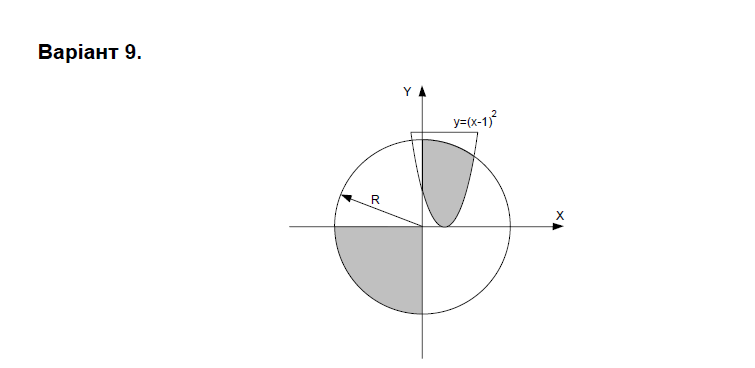 Варіант 9.
Y
y=(x-1)²
R
X